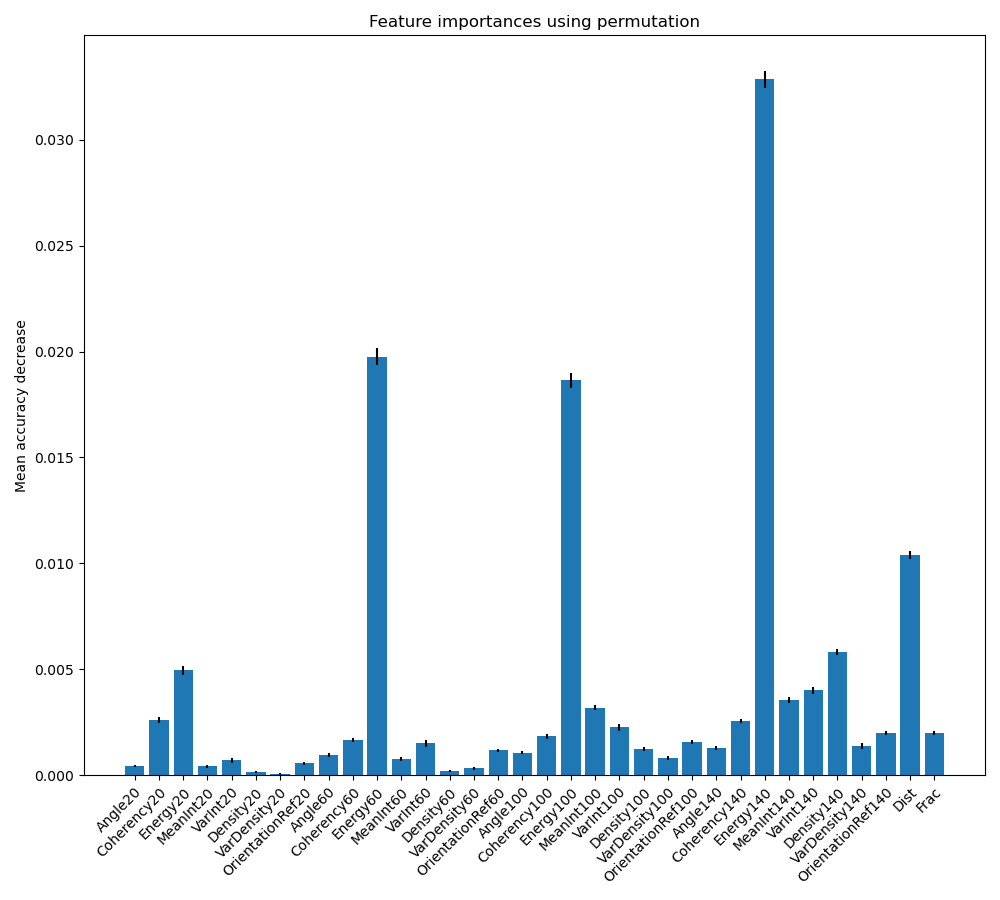 Feature importances using permutation
Mean accuracy decrease
0.030
0.025
0.020
0.015
0.010
0.005
0.000
Angle20
Coherency20
Energy20
MeanInt20
VarInt20
Density20
VarDensity20
OrientationRef20
Angle60
Coherency60
Energy60
MeanInt60
VarInt60
Density60
VarDensity60
OrientationRef60
Angle100
Coherency100
Energy100
MeanInt100
VarInt100
Density100
VarDensity100
OrientationRef100
Angle140
Coherency140
Energy140
MeanInt140
VarInt140
Density140
VarDensity140
OrientationRef140
Dist
Frac